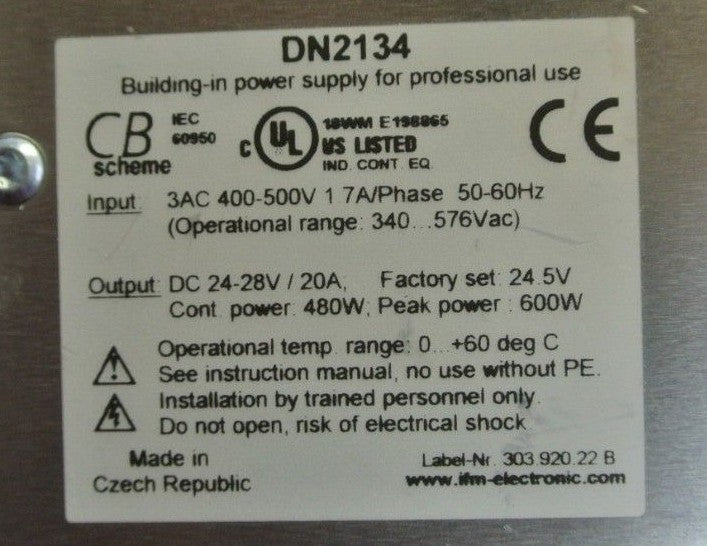 DN2134
Building-in power supply for professional use
CB scheme
IEC 60950
c UL US LISTED
18WM E198865
IND. CONT. EQ.
CE
Input: 3AC 400-500V 1.7A/Phase 50-60Hz
(Operational range: 340...576Vac)
Output: DC 24-28V / 20A, Factory set: 24.5V
Cont. power: 480W; Peak power: 600W
Operational temp. range: 0...+60 deg C
See instruction manual, no use without PE.
Installation by trained personnel only.
Do not open, risk of electrical shock
Made in
Czech Republic
Label-Nr. 303.920.22 B
www.ifm-electronic.com